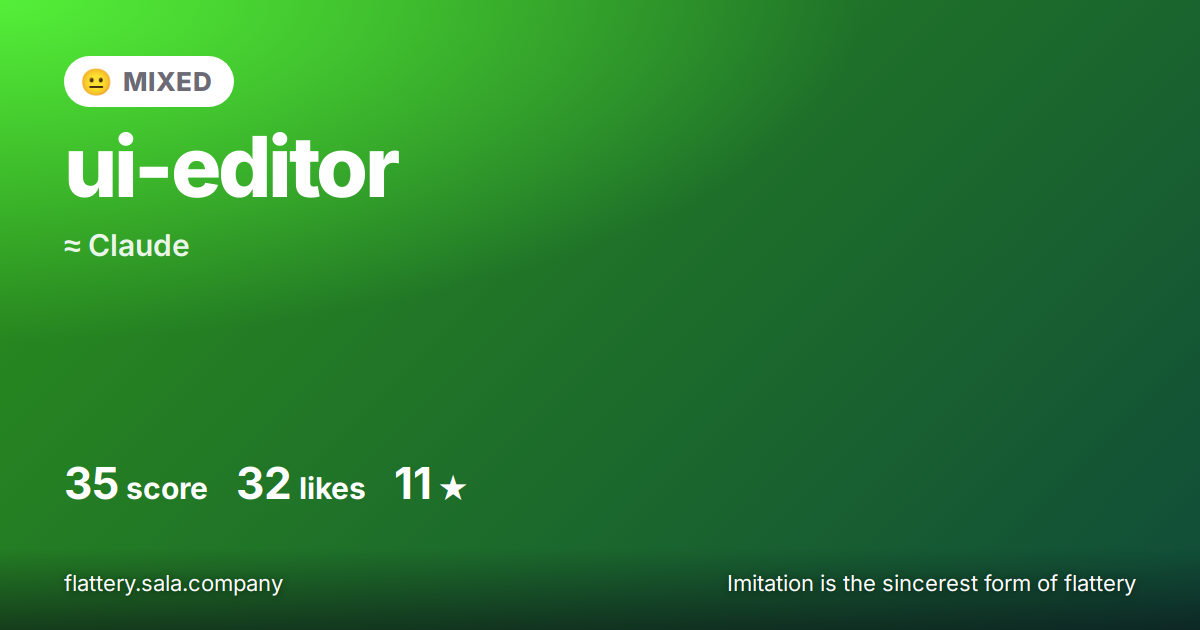 😐 MIXED
ui-editor
≈ Claude
35 score 32 likes 11 ★
flattery.sala.company
Imitation is the sincerest form of flattery